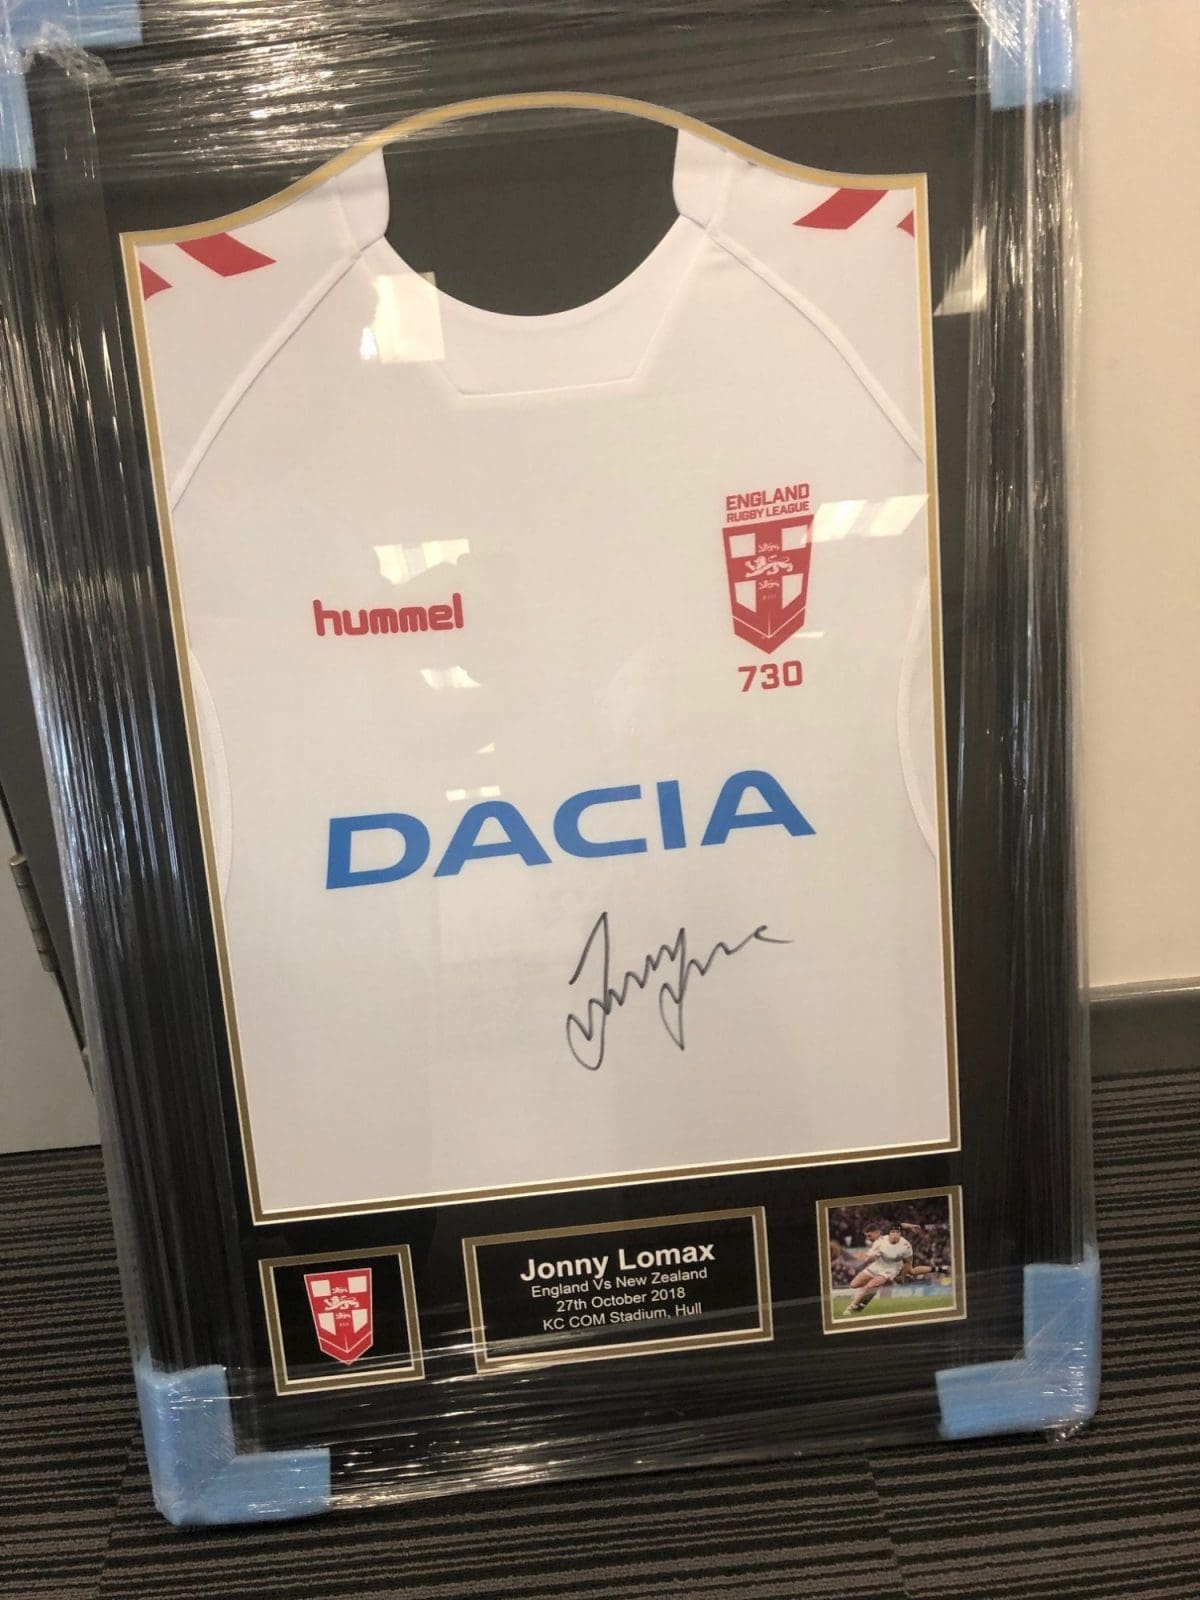 ENGLAND
RUGBY LEAGUE
hummel
730
DACIA
Jonny Lomax
England Vs New Zealand
27th October 2018
KC COM Stadium, Hull